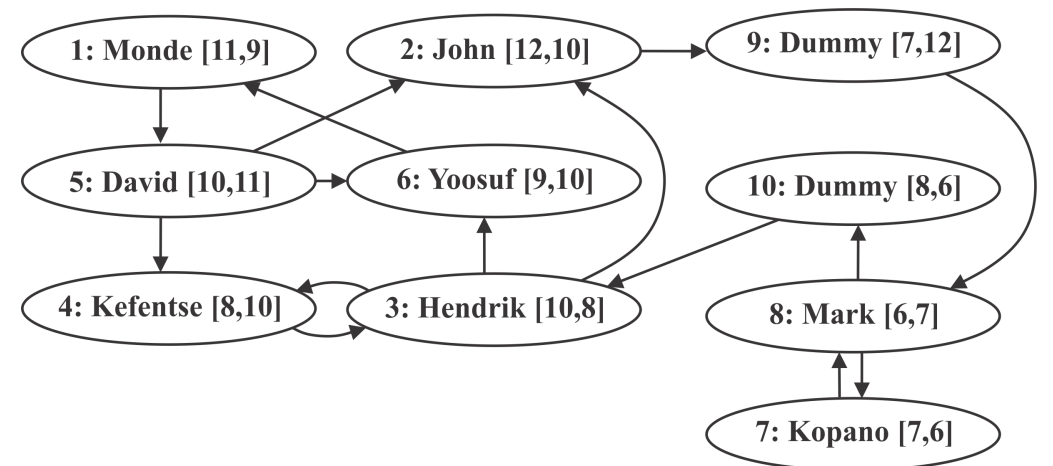 1: Monde [11,9]
2: John [12,10]
9: Dummy [7,12]
5: David [10,11]
6: Yoosuf [9,10]
10: Dummy [8,6]
4: Kefentse [8,10]
3: Hendrik [10,8]
8: Mark [6,7]
7: Kopano [7,6]